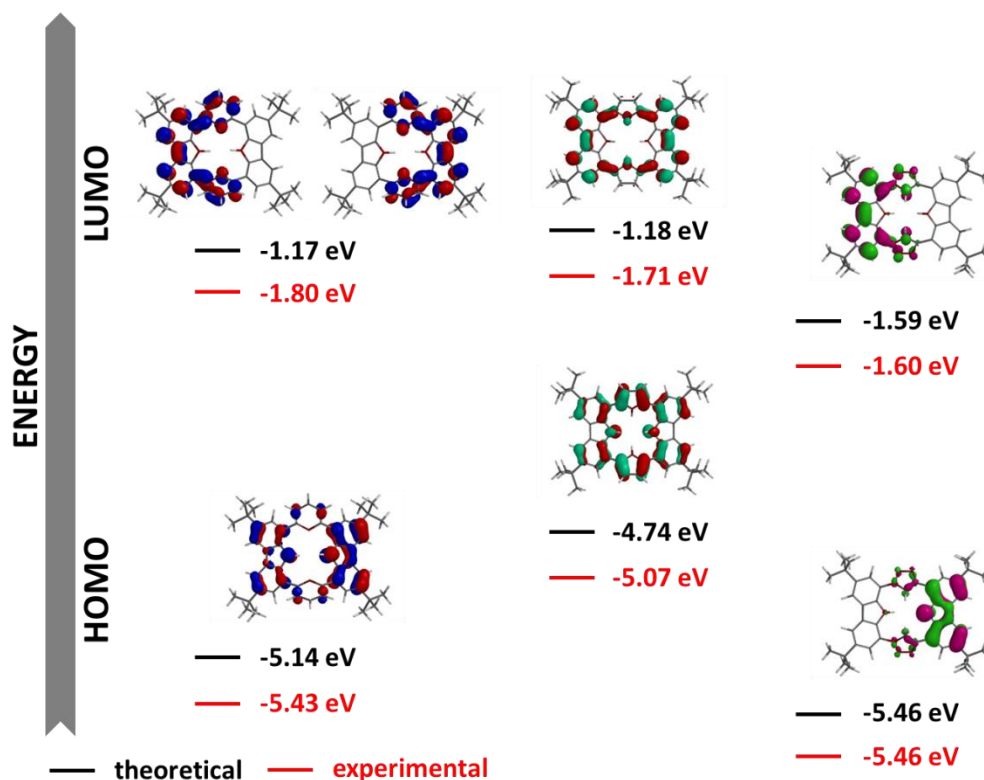 ENERGY
LUMO
-1.17 eV
-1.80 eV
-1.18 eV
-1.71 eV
-1.59 eV
-1.60 eV
HOMO
-5.14 eV
-5.43 eV
-4.74 eV
-5.07 eV
-5.46 eV
-5.46 eV
theoretical
experimental